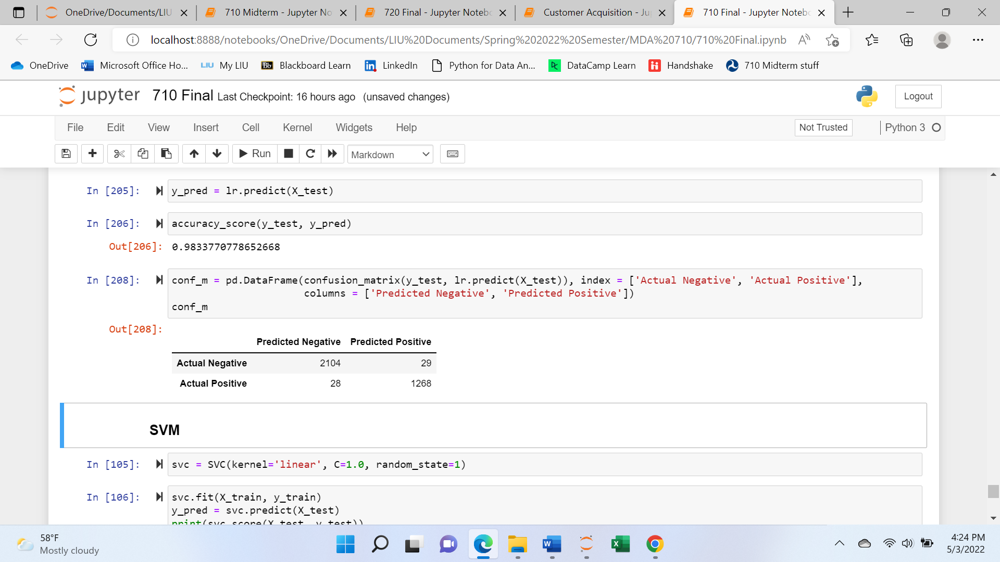 OneDrive/Documents/LIU
710 Midterm - Jupyter No
720 Final - Jupyter Notebo
Customer Acquisition - Ju
710 Final - Jupyter Notebo
localhost:8888/notebooks/OneDrive/Documents/LIU%20Documents/Spring%202022%20Semester/MDA%20710/710%20Final.ipynb
OneDrive Microsoft Office Ho... LIU My LIU Bb Blackboard Learn LinkedIn Python for Data An... DataCamp Learn Handshake 710 Midterm stuff
jupyter 710 Final Last Checkpoint: 16 hours ago (unsaved changes) Logout
File Edit View Insert Cell Kernel Widgets Help Not Trusted Python 3
Run Markdown
In [205]: y_pred = lr.predict(X_test)
In [206]: accuracy_score(y_test, y_pred)
Out[206]: 0.9833770778652668
In [208]: conf_m = pd.DataFrame(confusion_matrix(y_test, lr.predict(X_test)), index = ['Actual Negative', 'Actual Positive'],
columns = ['Predicted Negative', 'Predicted Positive'])
conf_m
Out[208]:
Predicted Negative Predicted Positive
Actual Negative 2104 29
Actual Positive 28 1268
SVM
In [105]: svc = SVC(kernel='linear', C=1.0, random_state=1)
In [106]: svc.fit(X_train, y_train)
y_pred = svc.predict(X_test)
print(svc.score(X_test, y_test))
58°F
Mostly cloudy
4:24 PM
5/3/2022